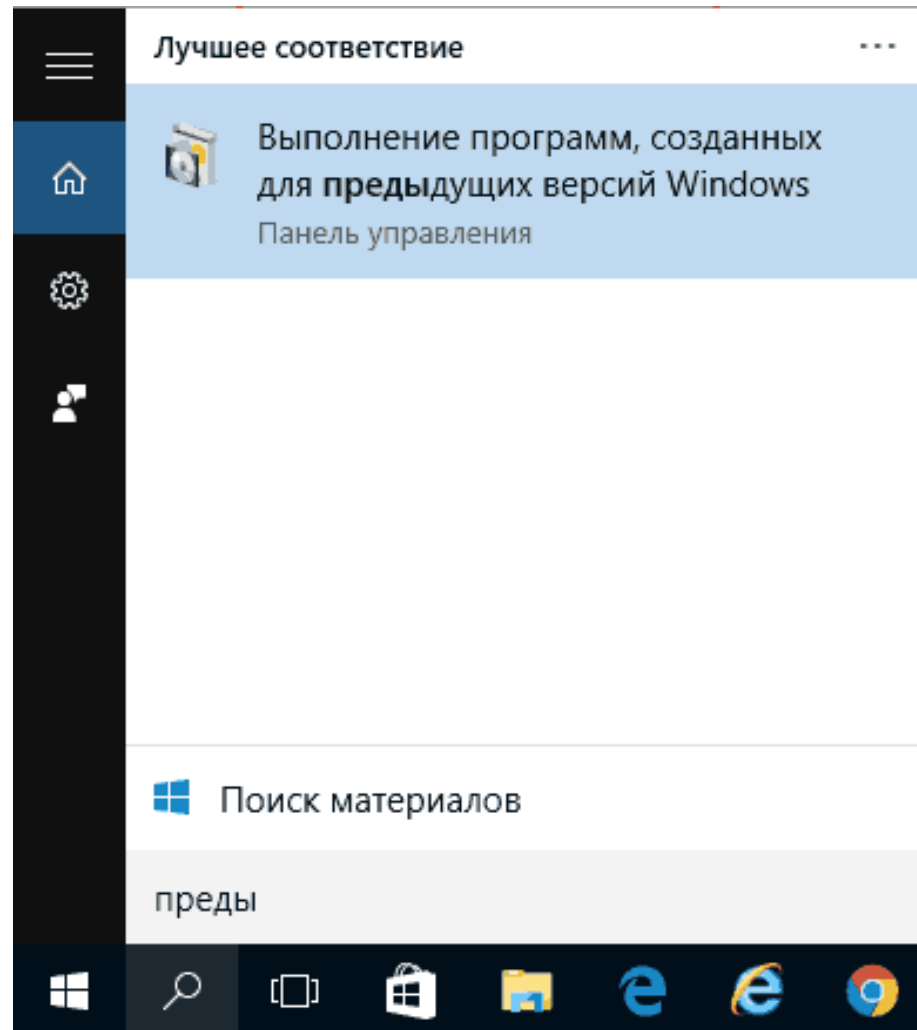 Лучшее соответствие
Выполнение программ, созданных
для предыдущих версий Windows
Панель управления
Поиск материалов
преды